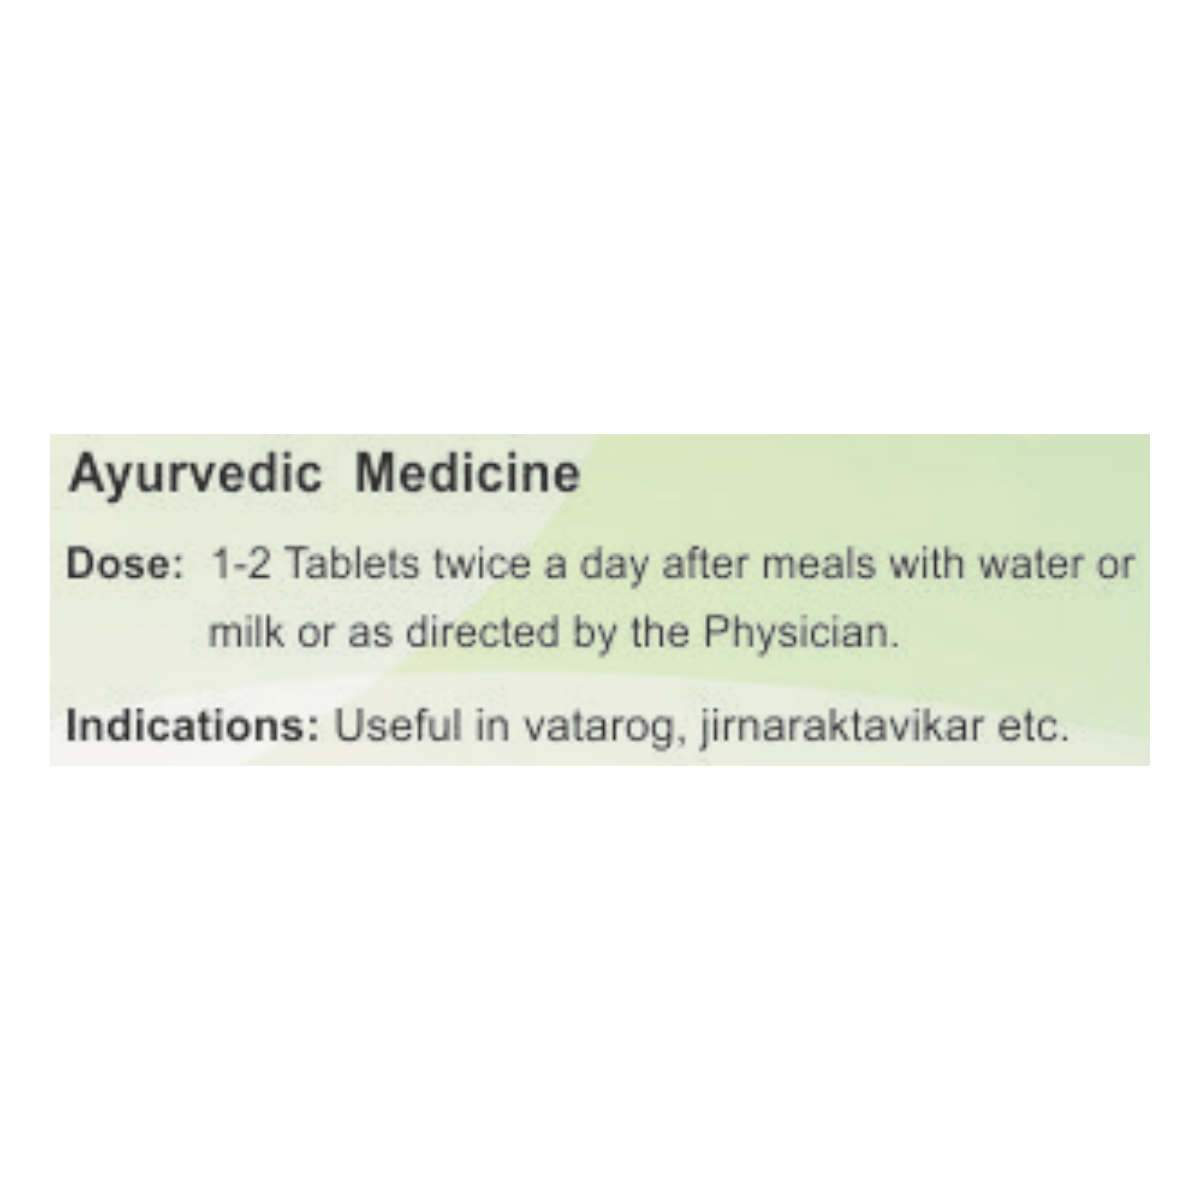 Ayurvedic Medicine
Dose: 1-2 Tablets twice a day after meals with water or
milk or as directed by the Physician.
Indications: Useful in vatarog, jirnaraktavikar etc.